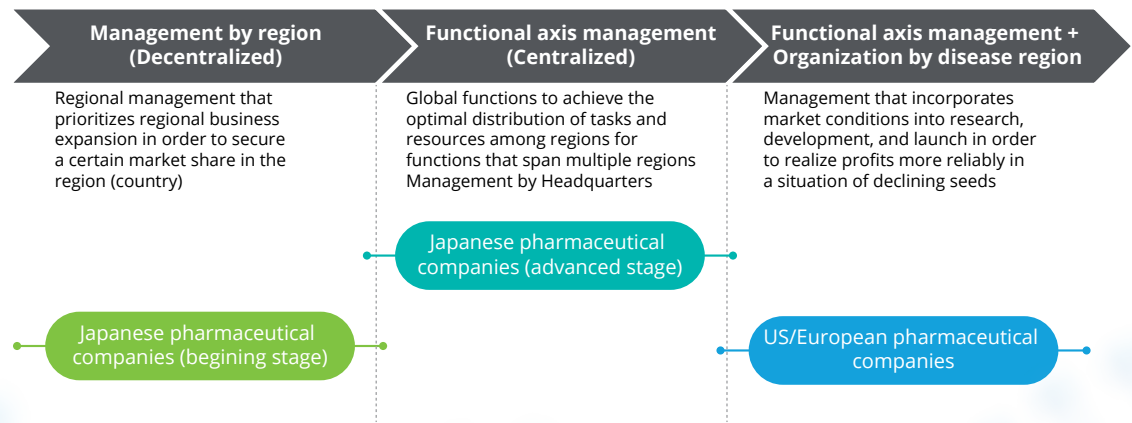 Management by region
(Decentralized)
Functional axis management
(Centralized)
Functional axis management +
Organization by disease region
Regional management that
prioritizes regional business
expansion in order to secure
a certain market share in the
region (country)
Global functions to achieve the
optimal distribution of tasks and
resources among regions for
functions that span multiple regions
Management by Headquarters
Management that incorporates
market conditions into research,
development, and launch in order
to realize profits more reliably in
a situation of declining seeds
Japanese pharmaceutical
companies (advanced stage)
Japanese pharmaceutical
companies (begining stage)
US/European pharmaceutical
companies